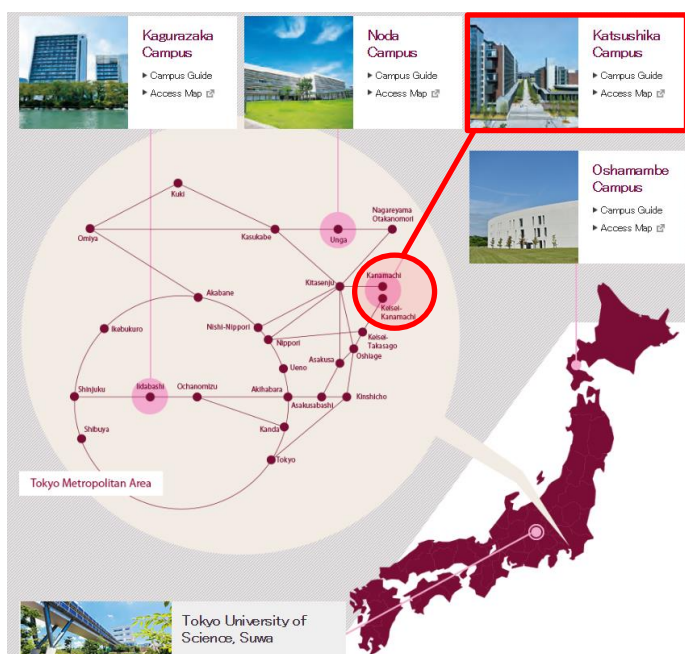 Kagurazaka
Campus
Campus Guide
Access Map
Noda
Campus
Campus Guide
Access Map
Katsushika
Campus
Campus Guide
Access Map
Oshamambe
Campus
Campus Guide
Access Map
Kuki
Omiya
Kasukabe
Unga
Nagareyama
Otakanomori
Akabane
Kitasenju
Kanamachi
Keisei-
Kanamachi
Ikebukuro
Nishi-Nippori
Nippori
Keisei-
Takasago
Ueno
Asakusa
Oshiage
Shinjuku
Iidabashi
Ochanomizu
Akihabara
Asakusabashi
Kinshicho
Shibuya
Kanda
Tokyo
Tokyo Metropolitan Area
Tokyo University of
Science, Suwa